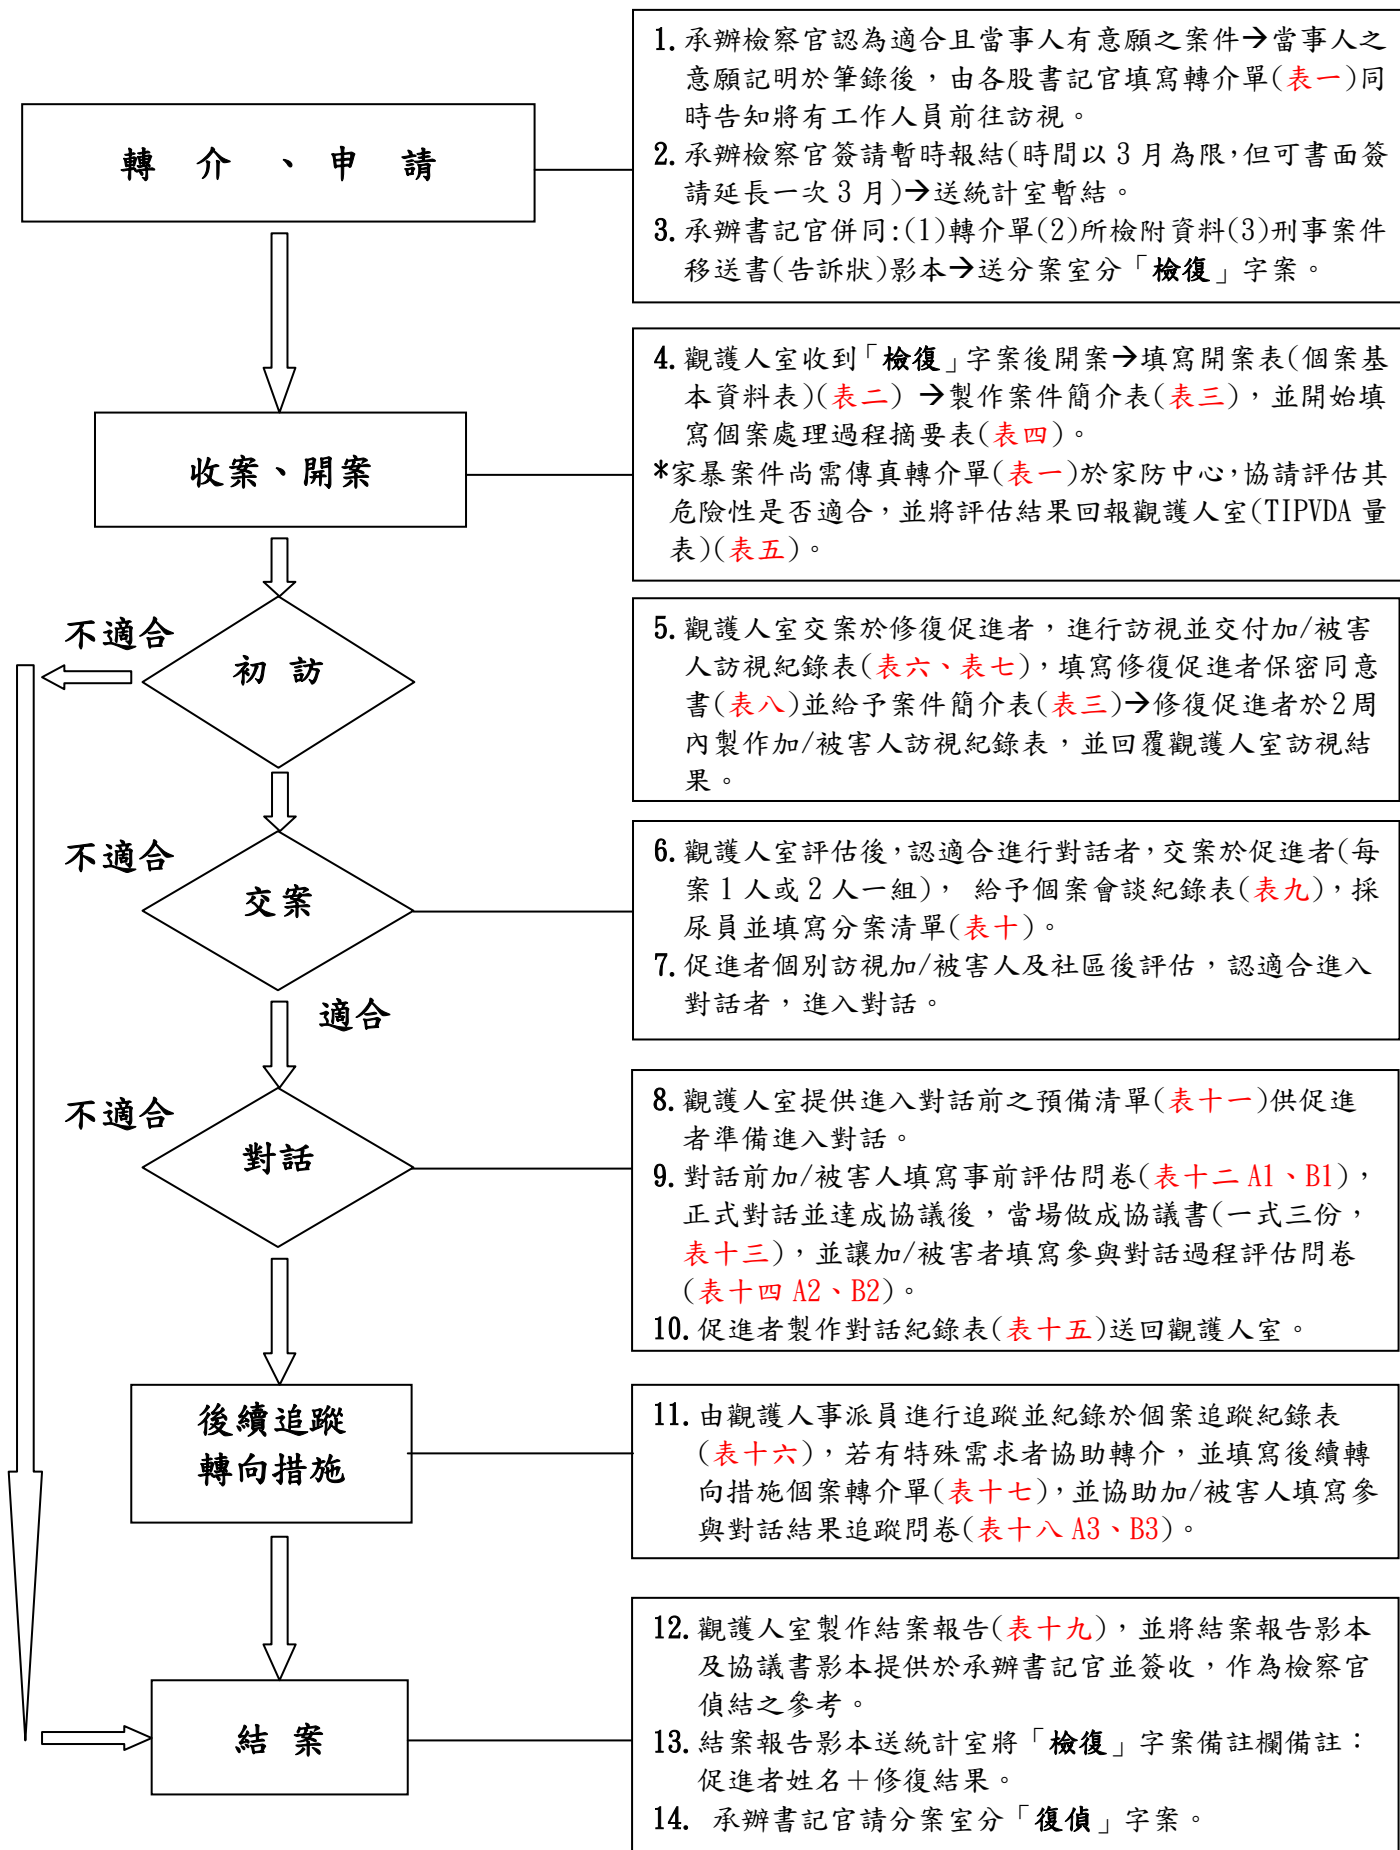 轉介、申請
1. 承辦檢察官認為適合且當事人有意願之案件→當事人之
意願記明於筆錄後，由各股書記官填寫轉介單(表一)同
時告知將有工作人員前往訪視。
2. 承辦檢察官簽請暫時報結(時間以 3 月為限，但可書面簽
請延長一次 3 月)→送統計室暫結。
3. 承辦書記官併同:(1)轉介單(2)所檢附資料(3)刑事案件
移送書(告訴狀)影本→送分案室分「檢復」字案。
收案、開案
4. 觀護人室收到「檢復」字案後開案→填寫開案表(個案基
本資料表)(表二) →製作案件簡介表(表三)，並開始填
寫個案處理過程摘要表(表四)。
*家暴案件尚需傳真轉介單(表一)於家防中心，協請評估其
危險性是否適合，並將評估結果回報觀護人室(TIPVDA 量
表)(表五)。
不適合
初 訪
5. 觀護人室交案於修復促進者，進行訪視並交付加/被害
人訪視紀錄表(表六、表七)，填寫修復促進者保密同意
書(表八)並給予案件簡介表(表三)→修復促進者於2周
內製作加/被害人訪視紀錄表，並回覆觀護人室訪視結
果。
不適合
交案
適合
6. 觀護人室評估後，認適合進行對話者，交案於促進者(每
案 1 人或 2 人一組)， 給予個案會談紀錄表(表九)，採
尿員並填寫分案清單(表十)。
7. 促進者個別訪視加/被害人及社區後評估，認適合進入
對話者，進入對話。
不適合
對話
8. 觀護人室提供進入對話前之預備清單(表十一)供促進
者準備進入對話。
9. 對話前加/被害人填寫事前評估問卷(表十二 A1、B1)，
正式對話並達成協議後，當場做成協議書(一式三份，
表十三)，並讓加/被害者填寫參與對話過程評估問卷
(表十四 A2、B2)。
10. 促進者製作對話紀錄表(表十五)送回觀護人室。
後續追蹤
轉向措施
11. 由觀護人事派員進行追蹤並紀錄於個案追蹤紀錄表
(表十六)，若有特殊需求者協助轉介，並填寫後續轉
向措施個案轉介單(表十七)，並協助加/被害人填寫參
與對話結果追蹤問卷(表十八 A3、B3)。
結 案
12. 觀護人室製作結案報告(表十九)，並將結案報告影本
及協議書影本提供於承辦書記官並簽收，作為檢察官
偵結之參考。
13. 結案報告影本送統計室將「檢復」字案備註欄備註：
促進者姓名＋修復結果。
14. 承辦書記官請分案室分「復偵」字案。